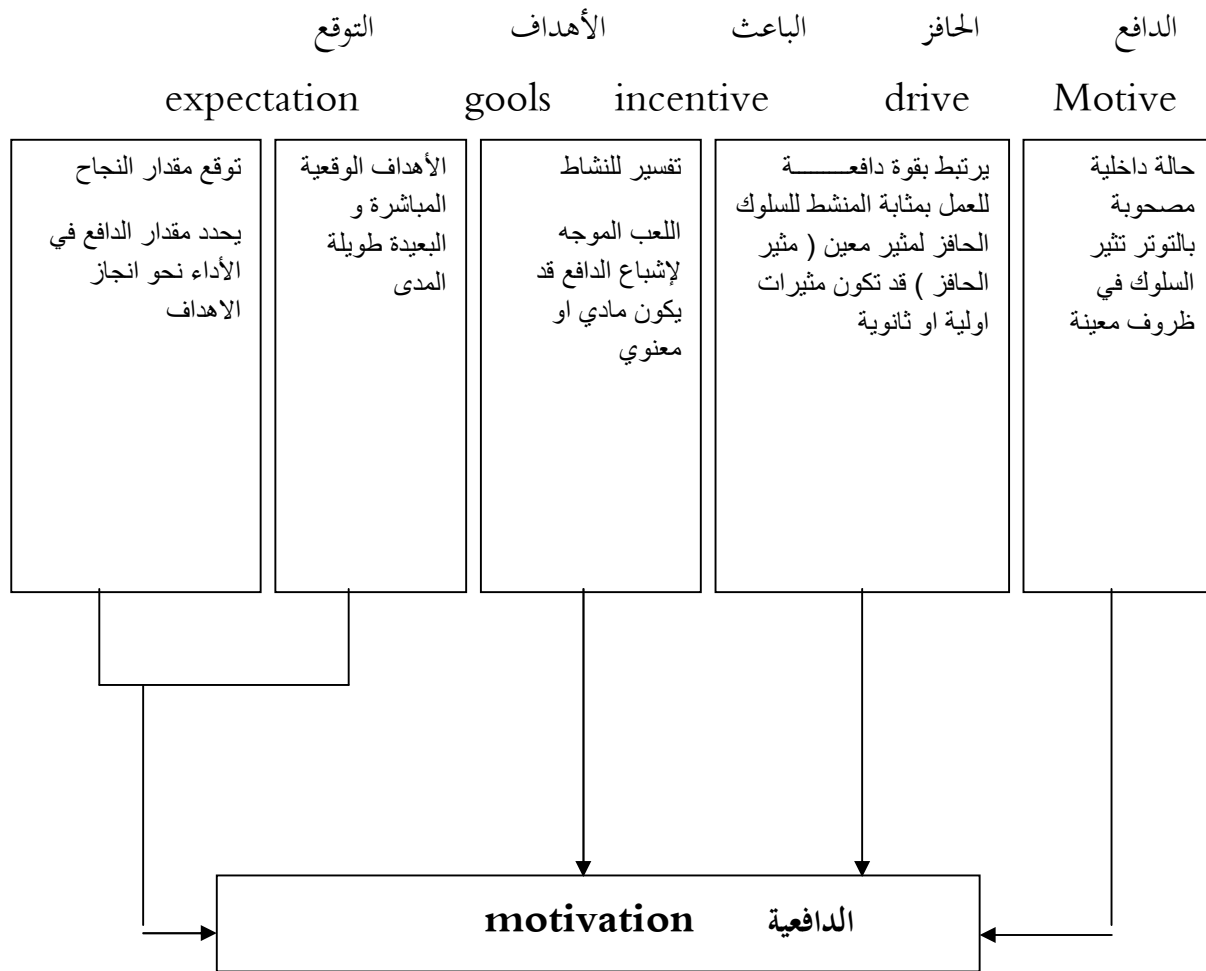 الدافع الحافز الباعث الأهداف التوقع
expectation gools incentive drive Motive
حالة داخلية
مصحوبة
بالتوتر تثير
السلوك في
ظروف معينة
يرتبط بقوة دافعـــــــة
للعمل بمثابة المنشط للسلوك
الحافز لمثير معين ( مثير
الحافز ) قد تكون مثيرات
اولية او ثانوية
تفسير للنشاط
اللعب الموجه
لإشباع الدافع قد
يكون مادي او
معنوي
الأهداف الوقعية
المباشرة و
البعيدة طويلة
المدى
توقع مقدار النجاح
يحدد مقدار الدافع في
الأداء نحو انجاز
الاهداف
الدافعية motivation